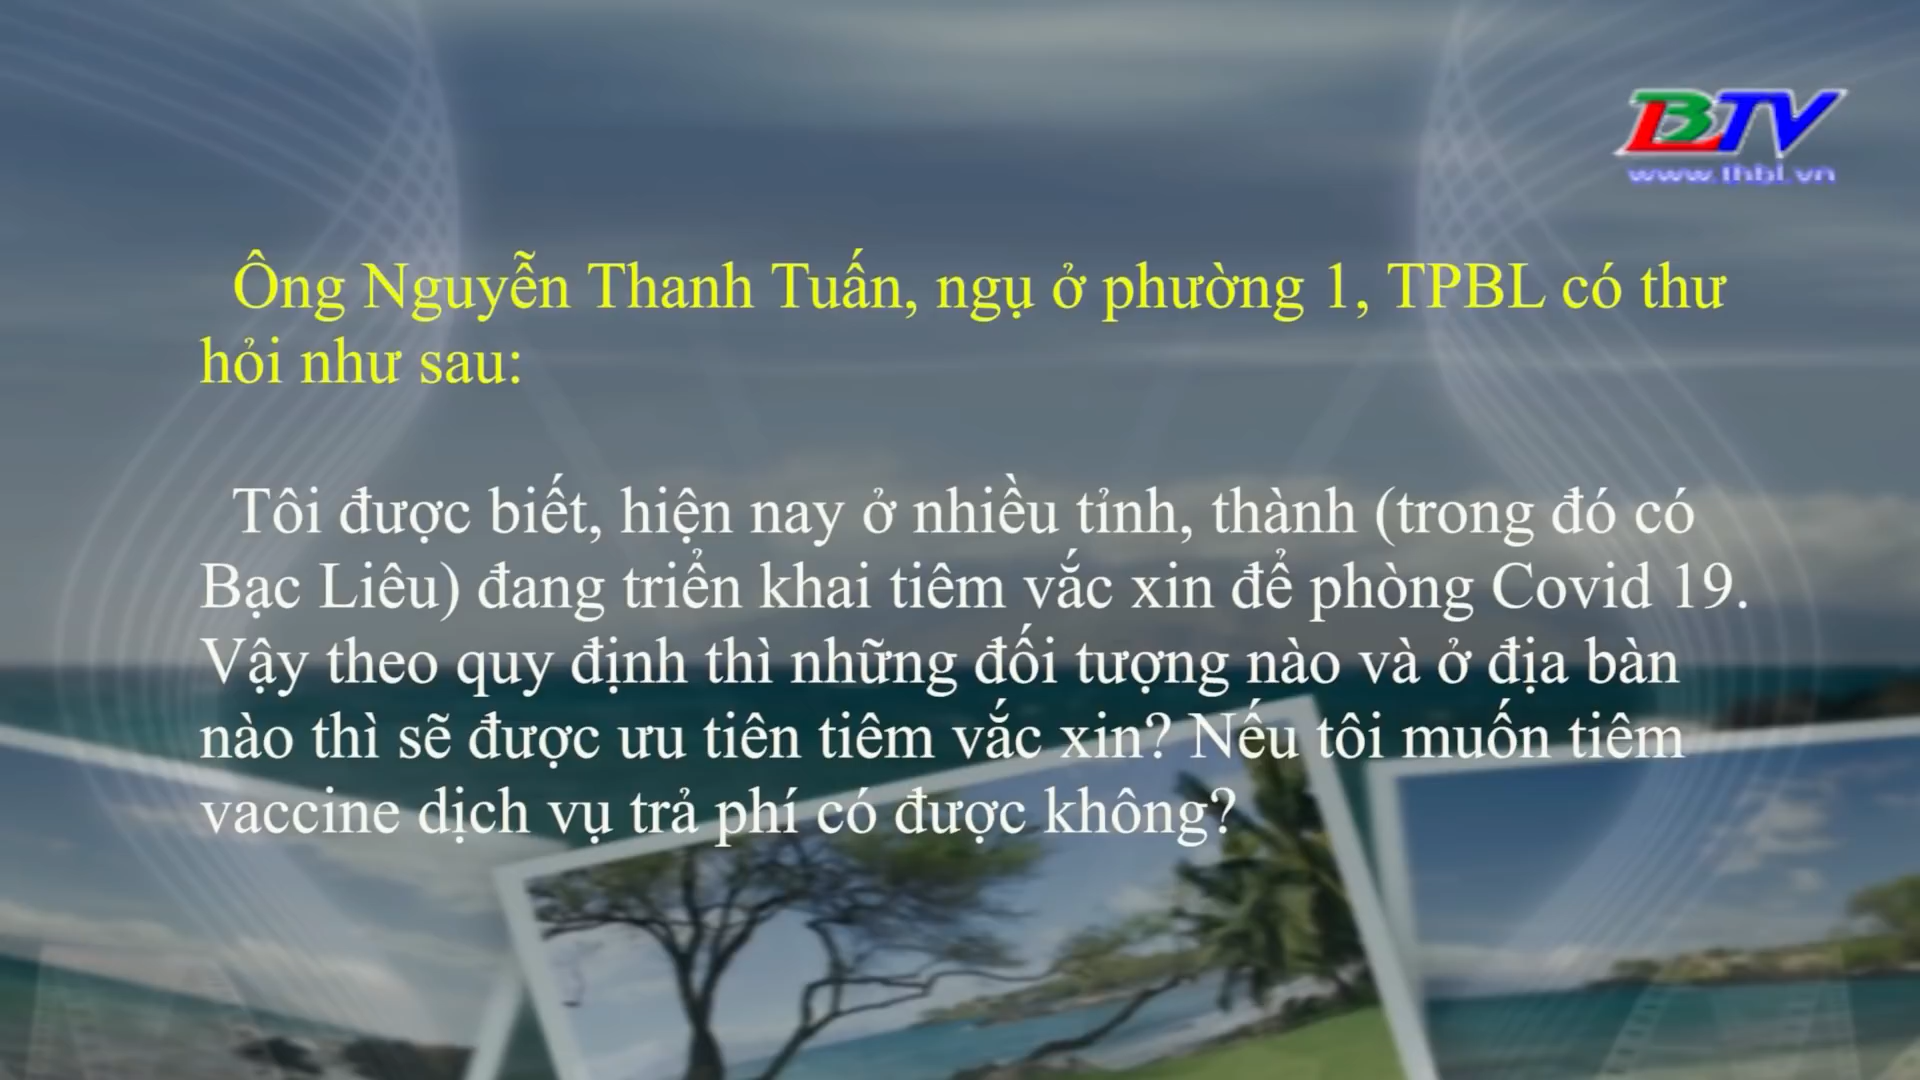 BTV
www.thbl.vn
Ông Nguyễn Thanh Tuấn, ngụ ở phường 1, TPBL có thư
hỏi như sau:
Tôi được biết, hiện nay ở nhiều tỉnh, thành (trong đó có
Bạc Liêu) đang triển khai tiêm vắc xin để phòng Covid 19.
Vậy theo quy định thì những đối tượng nào và ở địa bàn
nào thì sẽ được ưu tiên tiêm vắc xin? Nếu tôi muốn tiêm
vaccine dịch vụ trả phí có được không?